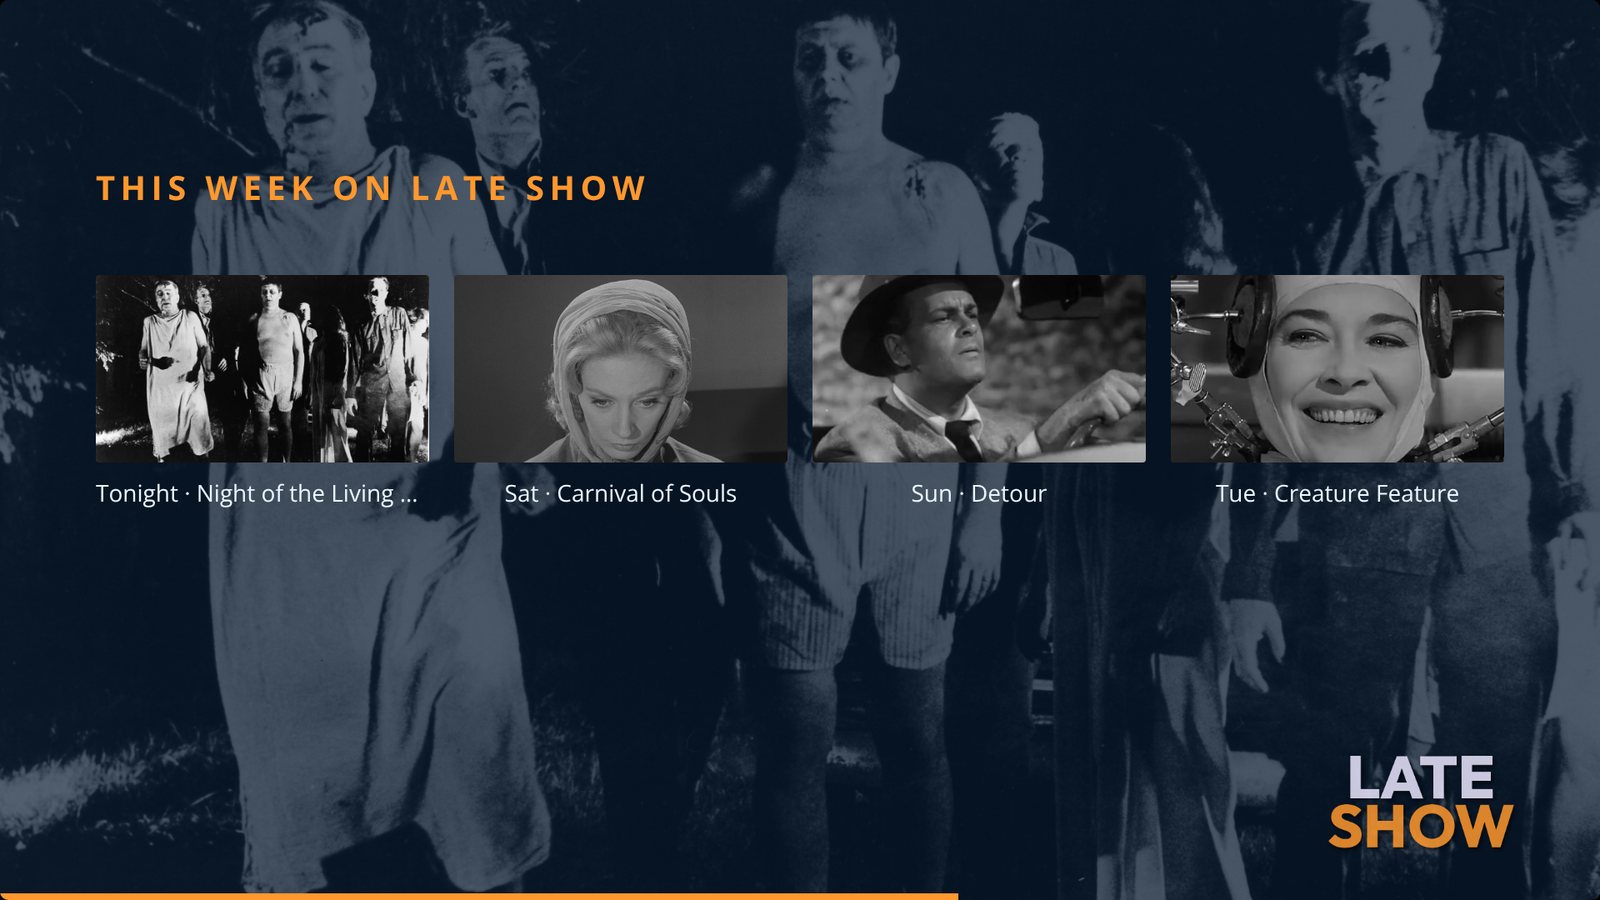 THIS WEEK ON LATE SHOW
Tonight · Night of the Living ...
Sat · Carnival of Souls
Sun · Detour
Tue · Creature Feature
LATE
SHOW